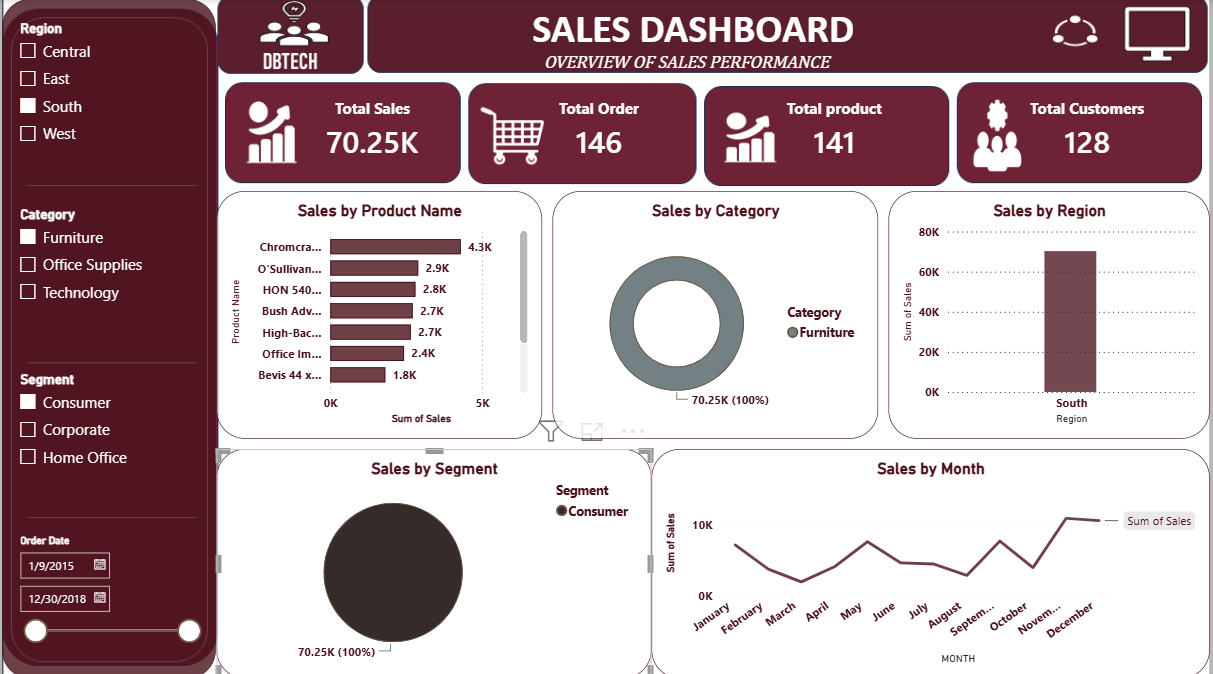 Region
Central
East
South
West
Category
Furniture
Office Supplies
Technology
Segment
Consumer
Corporate
Home Office
Order Date
1/9/2015
12/30/2018
DBTECH
SALES DASHBOARD
OVERVIEW OF SALES PERFORMANCE
Total Sales
70.25K
Total Order
146
Total product
141
Total Customers
128
Sales by Product Name
Product Name
Chromcra... 4.3K
O'Sullivan... 2.9K
HON 540... 2.8K
Bush Adv... 2.7K
High-Bac... 2.7K
Office Im... 2.4K
Bevis 44 x... 1.8K
0K 5K
Sum of Sales
Sales by Category
Category
Furniture
70.25K (100%)
Sales by Region
Sum of Sales
80K
60K
40K
20K
0K
South
Region
Sales by Segment
Segment
Consumer
70.25K (100%)
Sales by Month
Sum of Sales
10K
0K
Sum of Sales
January
February
March
April
May
June
July
August
Septem...
October
Novem...
December
MONTH